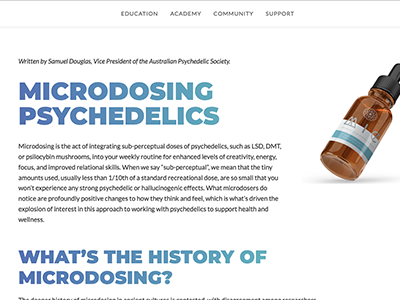 EDUCATION ACADEMY COMMUNITY SUPPORT
Written by Samuel Douglas, Vice President of the Australian Psychedelic Society.
MICRODOSING
PSYCHEDELICS
Microdosing is the act of integrating sub-perceptual doses of psychedelics, such as LSD, DMT,
or psilocybin mushrooms, into your weekly routine for enhanced levels of creativity, energy,
focus, and improved relational skills. When we say "sub-perceptual", we mean that the tiny
amounts used, usually less than 1/10th of a standard recreational dose, are so small that you
won't experience any strong psychedelic or hallucinogenic effects. What microdosers do
notice are profoundly positive changes to how they think and feel, which is what's driven the
explosion of interest in this approach to working with psychedelics to support health and
wellness.
WHAT'S THE HISTORY OF
MICRODOSING?